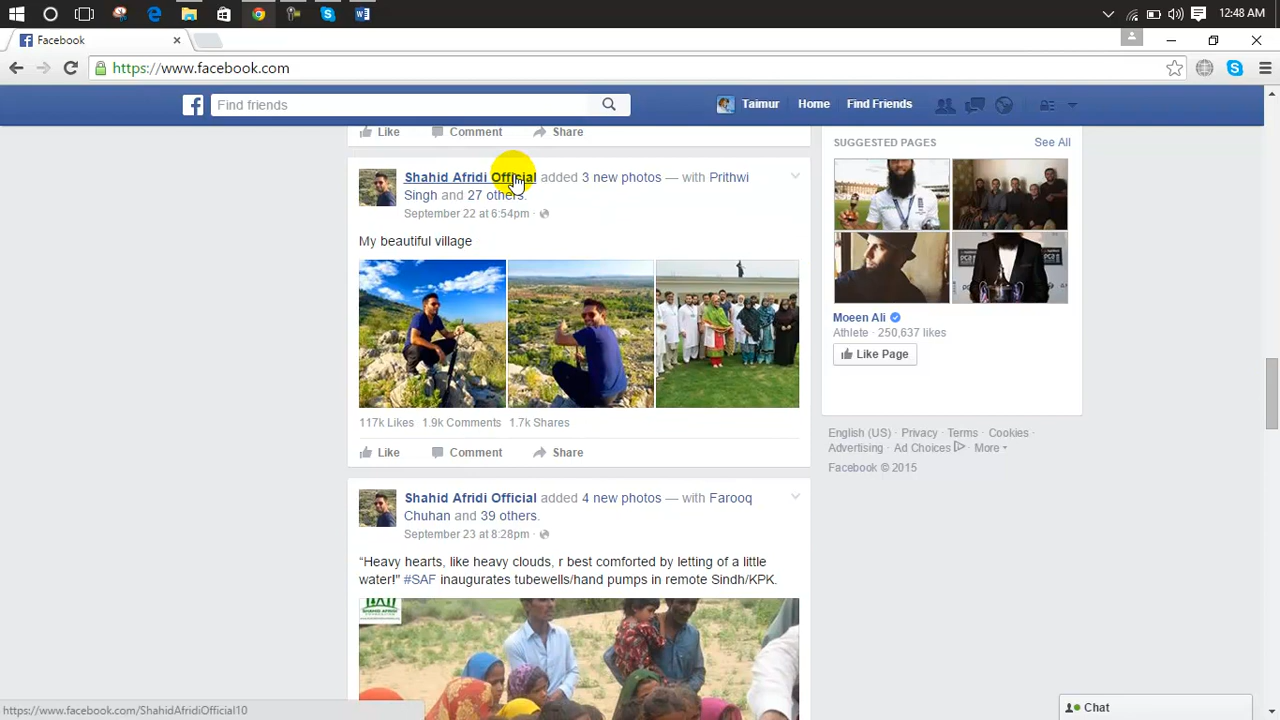 12:48 AM
Facebook
https://www.facebook.com
Find friends
Taimur Home Find Friends
Like Comment Share
SUGGESTED PAGES See All
Shahid Afridi Official added 3 new photos — with Prithwi
Singh and 27 others.
September 22 at 6:54pm ·
My beautiful village
117k Likes 1.9k Comments 1.7k Shares
Like Comment Share
Moeen Ali
Athlete · 250,637 likes
Like Page
English (US) · Privacy · Terms · Cookies ·
Advertising · Ad Choices · More
Facebook © 2015
Shahid Afridi Official added 4 new photos — with Farooq
Chuhan and 39 others.
September 23 at 8:28pm ·
“Heavy hearts, like heavy clouds, r best comforted by letting of a little
water!” #SAF inaugurates tubewells/hand pumps in remote Sindh/KPK.
SHAHID AFRIDI
https://www.facebook.com/ShahidAfridiOfficial10
Chat